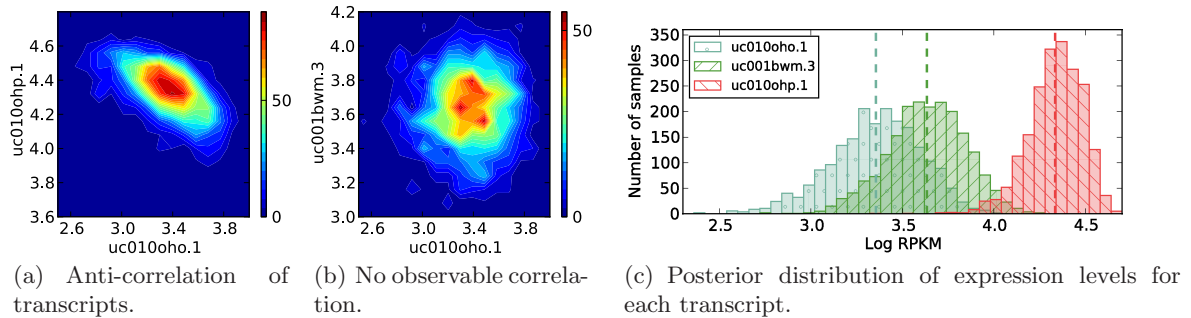 4.6
4.4
4.2
4.0
3.8
3.6
uc010ohp.1
2.6 3.0 3.4 3.8
uc010oho.1
50
0
4.2
4.0
3.8
3.6
3.4
3.2
3.0
uc001bwm.3
2.6 3.0 3.4 3.8
uc010oho.1
50
0
350
300
250
200
150
100
50
0
Number of samples
uc010oho.1
uc001bwm.3
uc010ohp.1
2.5 3.0 3.5 4.0 4.5
Log RPKM
(a) Anti-correlation of
transcripts.
(b) No observable correla-
tion.
(c) Posterior distribution of expression levels for
each transcript.